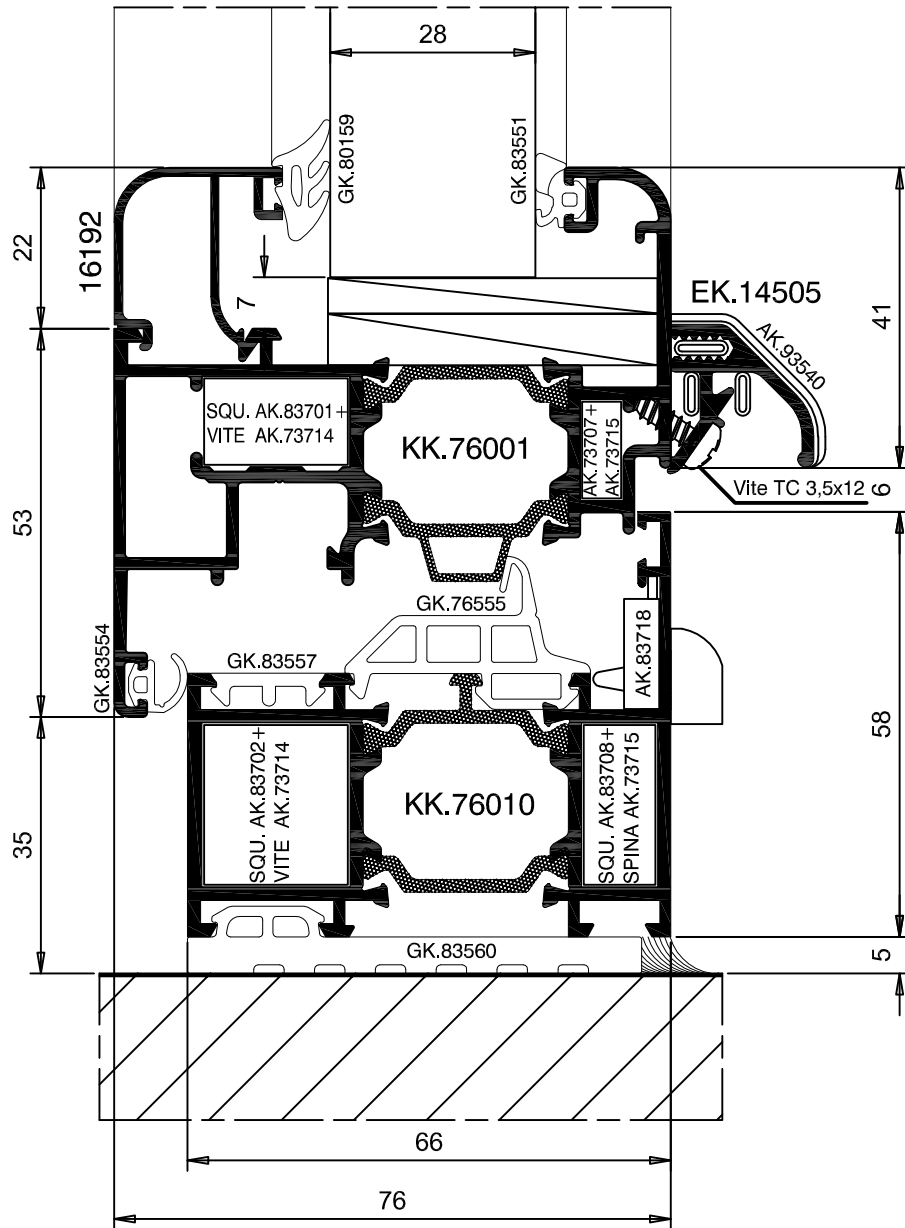 28
GK.80159
GK.83551
22
16192
7
EK.14505
AK.93540
41
SQU. AK.83701+
VITE AK.73714
KK.76001
AK.73707+
AK.73715
Vite TC 3,5x12
6
53
GK.76555
GK.83554
GK.83557
AK.83718
58
SQU. AK.83702+
VITE AK.73714
KK.76010
SQU. AK.83708+
SPINA AK.73715
35
GK.83560
5
66
76